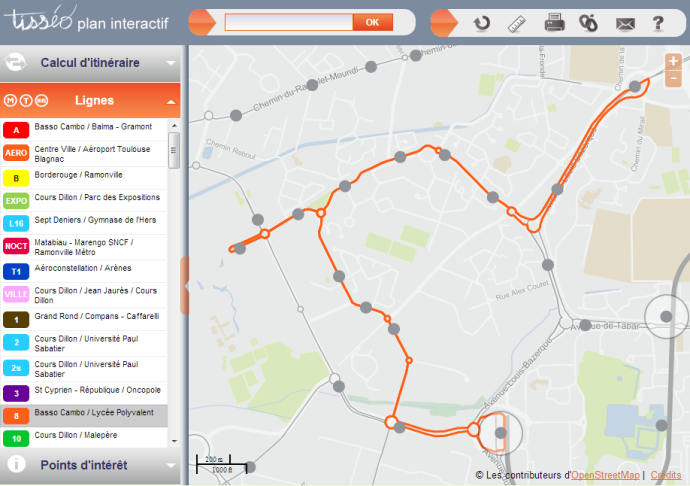 tisséo plan interactif
OK
?
Calcul d'itinéraire
M T
Lignes
A Basso Cambo / Balma - Gramont
AERO Centre Ville / Aéroport Toulouse
Blagnac
B Borderouge / Ramonville
EXPO Cours Dillon / Parc des Expositions
L16 Sept Deniers / Gymnase de l'Hers
NOCT Matabiau - Marengo SNCF /
Ramonville Métro
T1 Aéroconstellation / Arènes
VILLE Cours Dillon / Jean Jaurès / Cours
Dillon
1 Grand Rond / Compans - Caffarelli
2 Cours Dillon / Université Paul
Sabatier
2s Cours Dillon / Université Paul
Sabatier
3 St Cyprien - République / Oncopole
8 Basso Cambo / Lycée Polyvalent
10 Cours Dillon / Malepère
i Points d'intérêt
Chemin du
Chemin de la
+
-
Chemin Retoul
Chemin du Mirail
Rue Alex Coutet
Avenue de Tabar
Avenue Louis-Bazerque
200 m
1000 ft
© Les contributeurs d'OpenStreetMap | Crédits